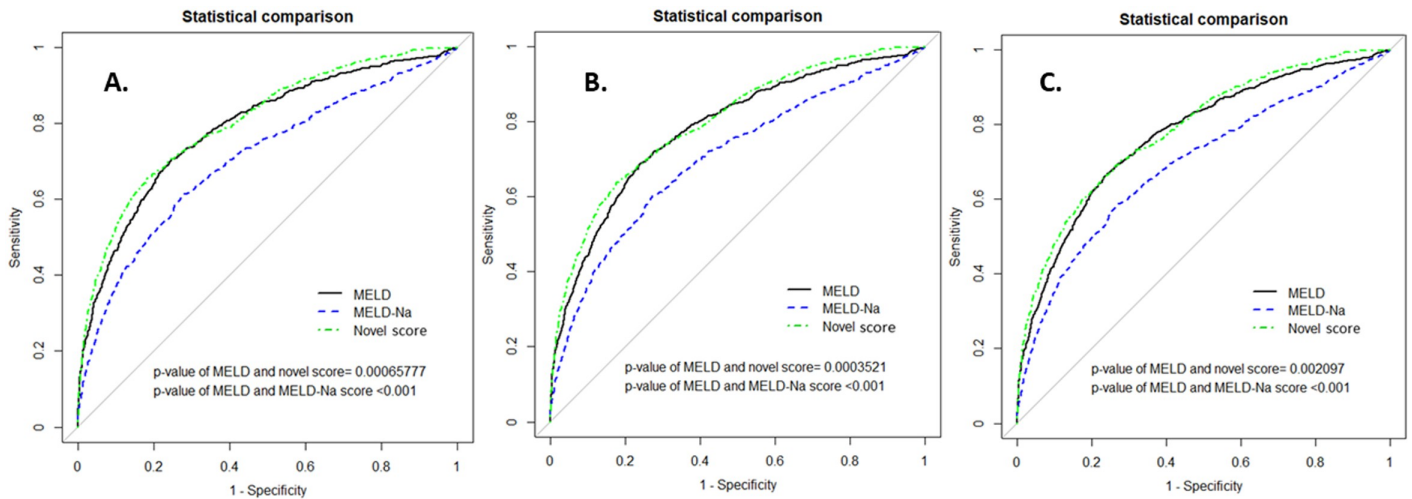 Statistical comparison
A.
Sensitivity
1
0.8
0.6
0.4
0.2
0
MELD
MELD-Na
Novel score
p-value of MELD and novel score= 0.00065777
p-value of MELD and MELD-Na score <0.001
0 0.2 0.4 0.6 0.8 1
1 - Specificity
Statistical comparison
B.
Sensitivity
1
0.8
0.6
0.4
0.2
0
MELD
MELD-Na
Novel score
p-value of MELD and novel score= 0.0003521
p-value of MELD and MELD-Na score <0.001
0 0.2 0.4 0.6 0.8 1
1 - Specificity
Statistical comparison
C.
Sensitivity
1
0.8
0.6
0.4
0.2
0
MELD
MELD-Na
Novel score
p-value of MELD and novel score= 0.002097
p-value of MELD and MELD-Na score <0.001
0 0.2 0.4 0.6 0.8 1
1 - Specificity